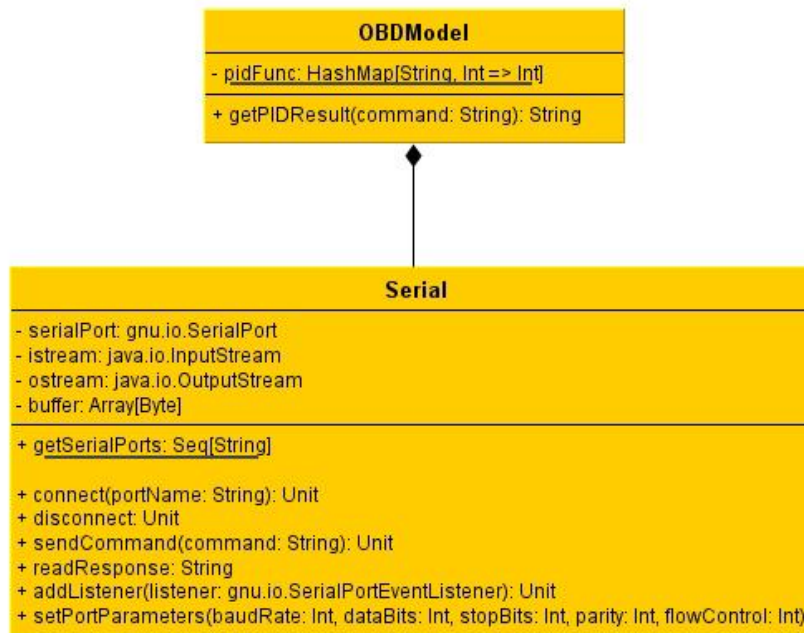 OBDModel
- pidFunc: HashMap[String, Int => Int]
+ getPIDResult(command: String): String
Serial
- serialPort: gnu.io.SerialPort
- istream: java.io.InputStream
- ostream: java.io.OutputStream
- buffer: Array[Byte]
+ getSerialPorts: Seq[String]
+ connect(portName: String): Unit
+ disconnect: Unit
+ sendCommand(command: String): Unit
+ readResponse: String
+ addListener(listener: gnu.io.SerialPortEventListener): Unit
+ setPortParameters(baudRate: Int, dataBits: Int, stopBits: Int, parity: Int, flowControl: Int)